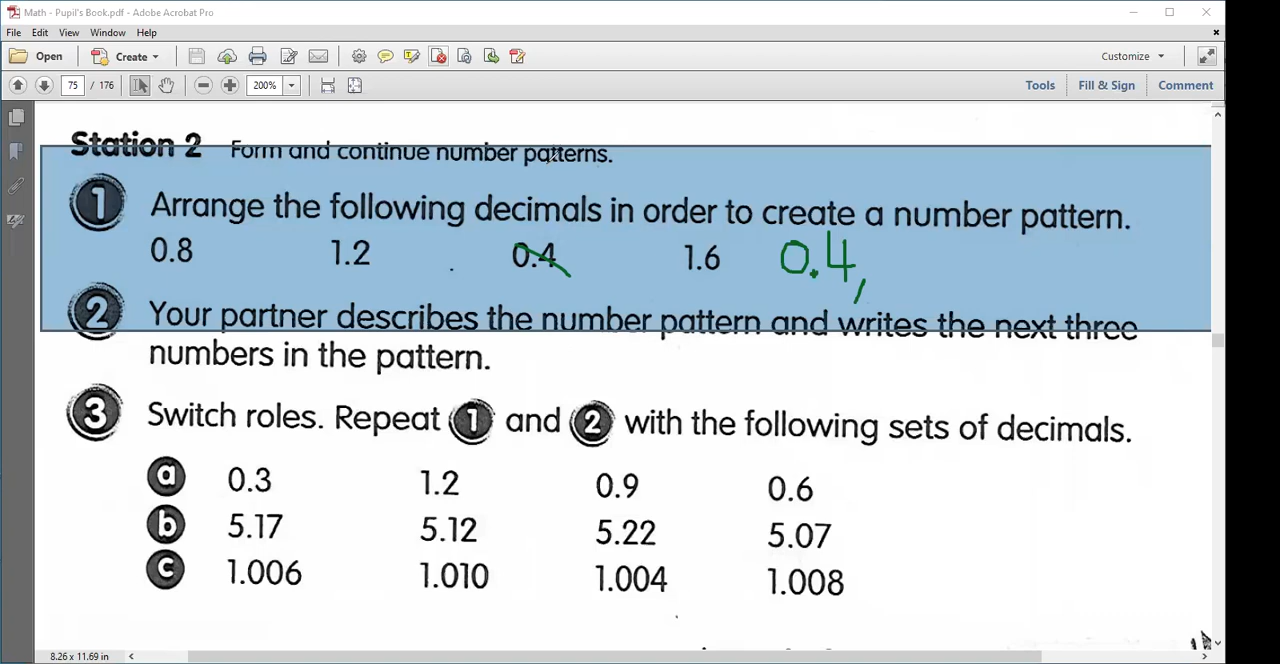 Math - Pupil's Book.pdf - Adobe Acrobat Pro
File Edit View Window Help
Open Create Customize
75 / 176 200% Tools Fill & Sign Comment
Station 2 Form and continue number patterns.
1 Arrange the following decimals in order to create a number pattern.
0.8 1.2 0.4 1.6 0.4,
2 Your partner describes the number pattern and writes the next three
numbers in the pattern.
3 Switch roles. Repeat 1 and 2 with the following sets of decimals.
a 0.3 1.2 0.9 0.6
b 5.17 5.12 5.22 5.07
c 1.006 1.010 1.004 1.008
8.26 x 11.69 in